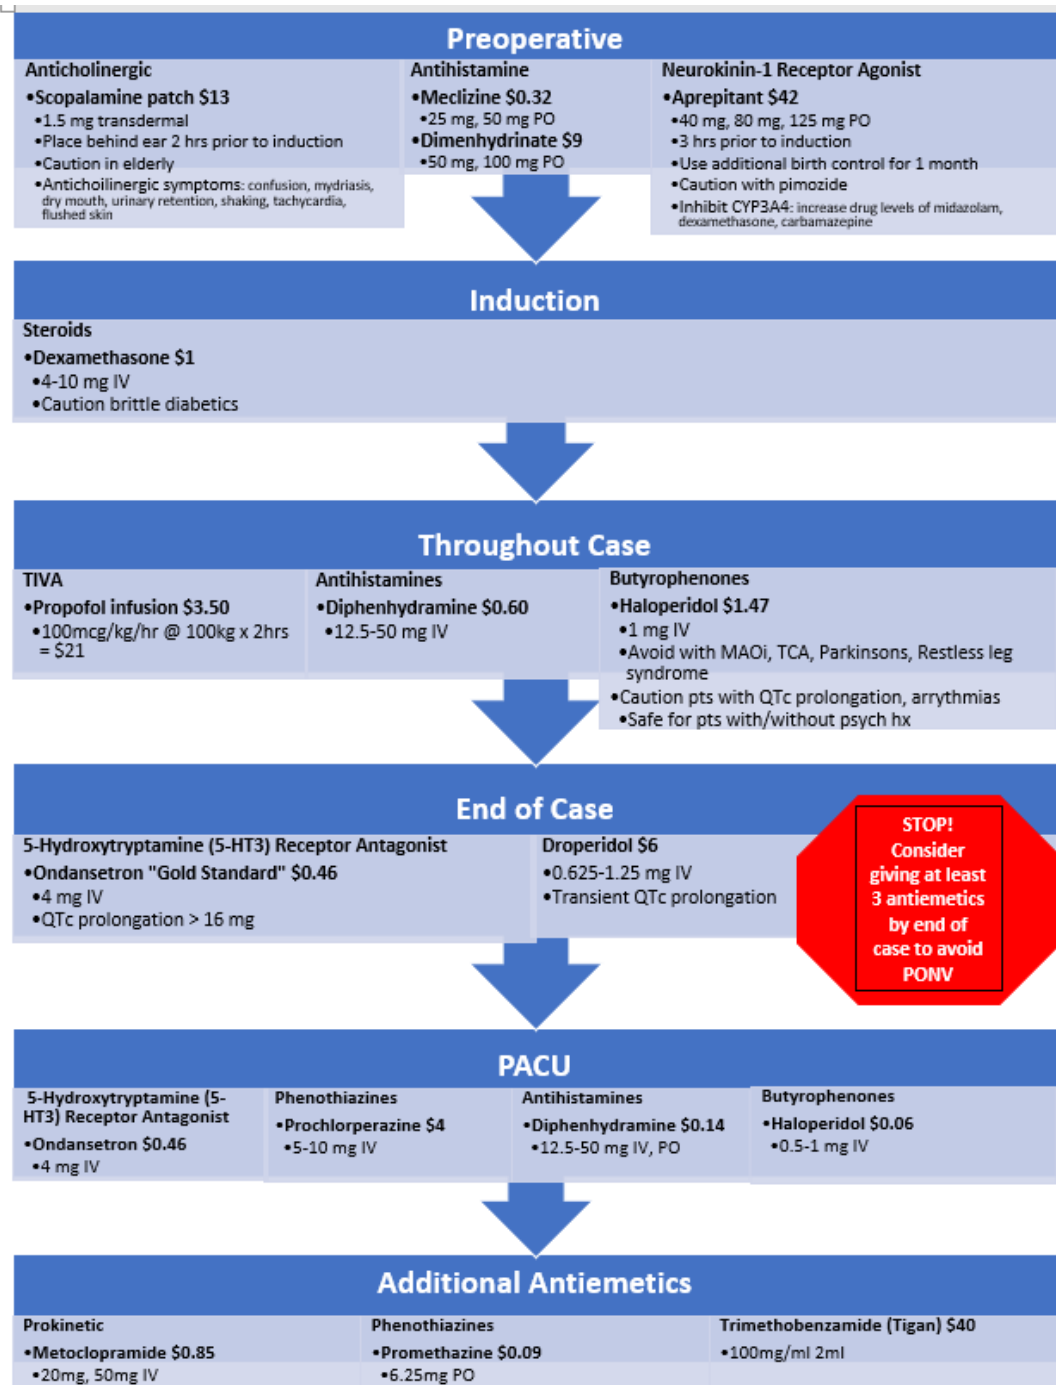 Preoperative
Anticholinergic
•Scopalamine patch $13
•1.5 mg transdermal
•Place behind ear 2 hrs prior to induction
•Caution in elderly
•Antichoilinergic symptoms: confusion, mydriasis,
dry mouth, urinary retention, shaking, tachycardia,
flushed skin
Antihistamine
•Meclizine $0.32
•25 mg, 50 mg PO
•Dimenhydrinate $9
•50 mg, 100 mg PO
Neurokinin-1 Receptor Agonist
•Aprepitant $42
•40 mg, 80 mg, 125 mg PO
•3 hrs prior to induction
•Use additional birth control for 1 month
•Caution with pimozide
•Inhibit CYP3A4: increase drug levels of midazolam,
dexamethasone, carbamazepine
Induction
Steroids
•Dexamethasone $1
•4-10 mg IV
•Caution brittle diabetics
Throughout Case
TIVA
•Propofol infusion $3.50
•100mcg/kg/hr @ 100kg x 2hrs
= $21
Antihistamines
•Diphenhydramine $0.60
•12.5-50 mg IV
Butyrophenones
•Haloperidol $1.47
•1 mg IV
•Avoid with MAOi, TCA, Parkinsons, Restless leg
syndrome
•Caution pts with QTc prolongation, arrythmias
•Safe for pts with/without psych hx
End of Case
5-Hydroxytryptamine (5-HT3) Receptor Antagonist
•Ondansetron "Gold Standard" $0.46
•4 mg IV
•QTc prolongation > 16 mg
Droperidol $6
•0.625-1.25 mg IV
•Transient QTc prolongation
STOP!
Consider
giving at least
3 antiemetics
by end of
case to avoid
PONV
PACU
5-Hydroxytryptamine (5-
HT3) Receptor Antagonist
•Ondansetron $0.46
•4 mg IV
Phenothiazines
•Prochlorperazine $4
•5-10 mg IV
Antihistamines
•Diphenhydramine $0.14
•12.5-50 mg IV, PO
Butyrophenones
•Haloperidol $0.06
•0.5-1 mg IV
Additional Antiemetics
Prokinetic
•Metoclopramide $0.85
•20mg, 50mg IV
Phenothiazines
•Promethazine $0.09
•6.25mg PO
Trimethobenzamide (Tigan) $40
•100mg/ml 2ml